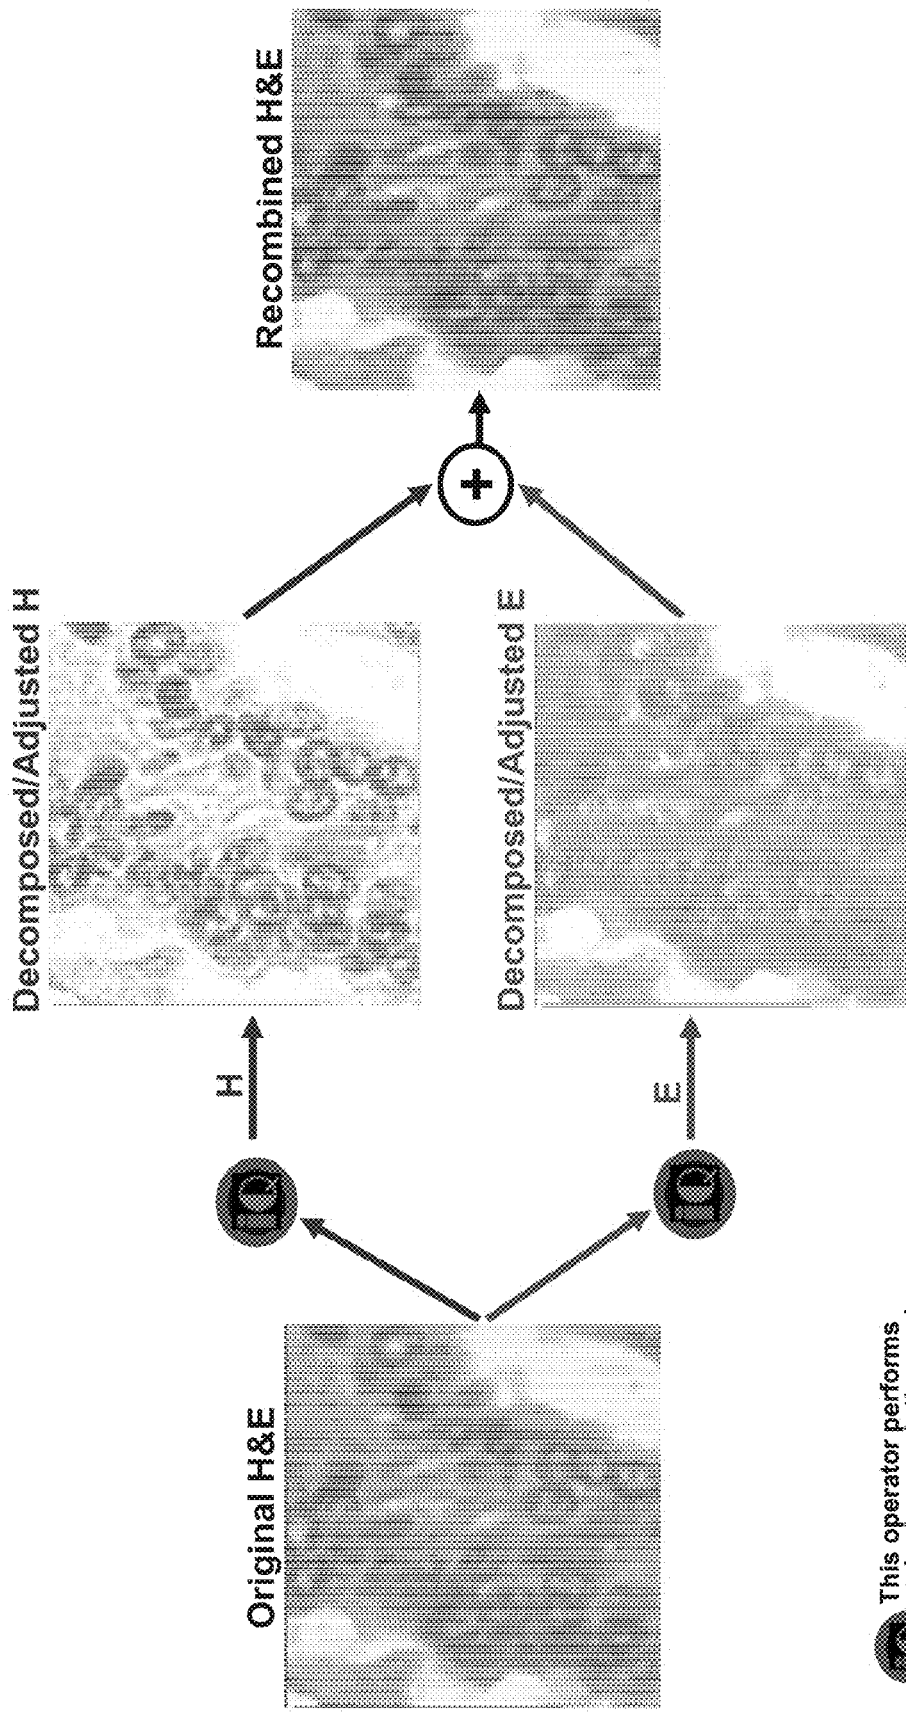 Original H&E
H
E
Decomposed/Adjusted H
Decomposed/Adjusted E
+
Recombined H&E
This operator performs